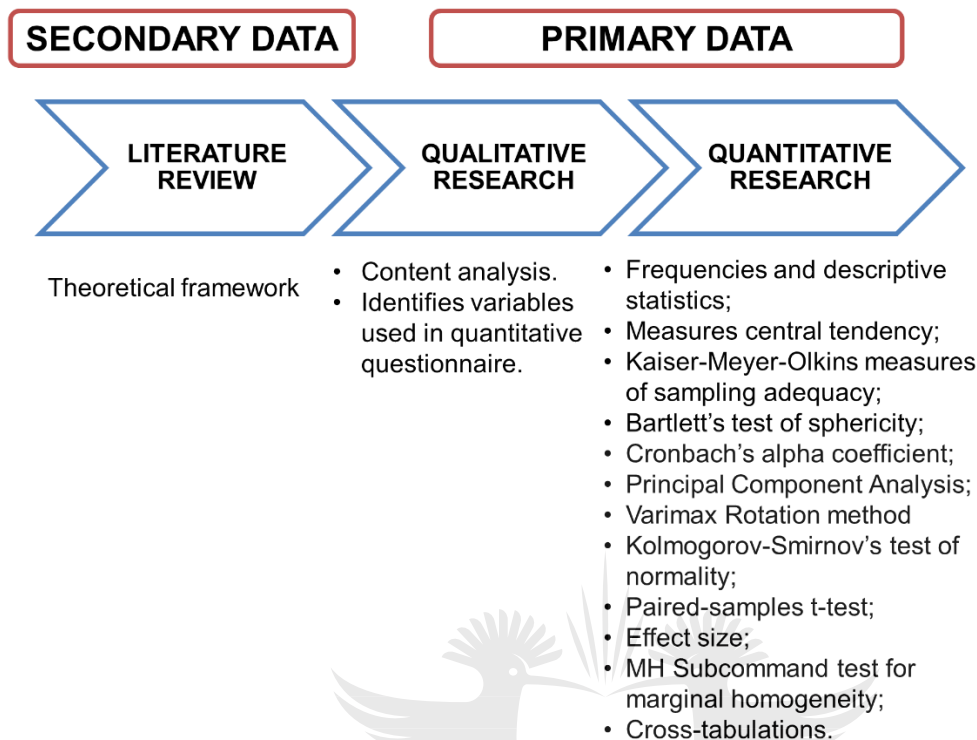 SECONDARY DATA
PRIMARY DATA
LITERATURE
REVIEW
QUALITATIVE
RESEARCH
QUANTITATIVE
RESEARCH
Theoretical framework
• Content analysis.
• Identifies variables
used in quantitative
questionnaire.
• Frequencies and descriptive
statistics;
• Measures central tendency;
• Kaiser-Meyer-Olkins measures
of sampling adequacy;
• Bartlett’s test of sphericity;
• Cronbach’s alpha coefficient;
• Principal Component Analysis;
• Varimax Rotation method
• Kolmogorov-Smirnov’s test of
normality;
• Paired-samples t-test;
• Effect size;
• MH Subcommand test for
marginal homogeneity;
• Cross-tabulations.